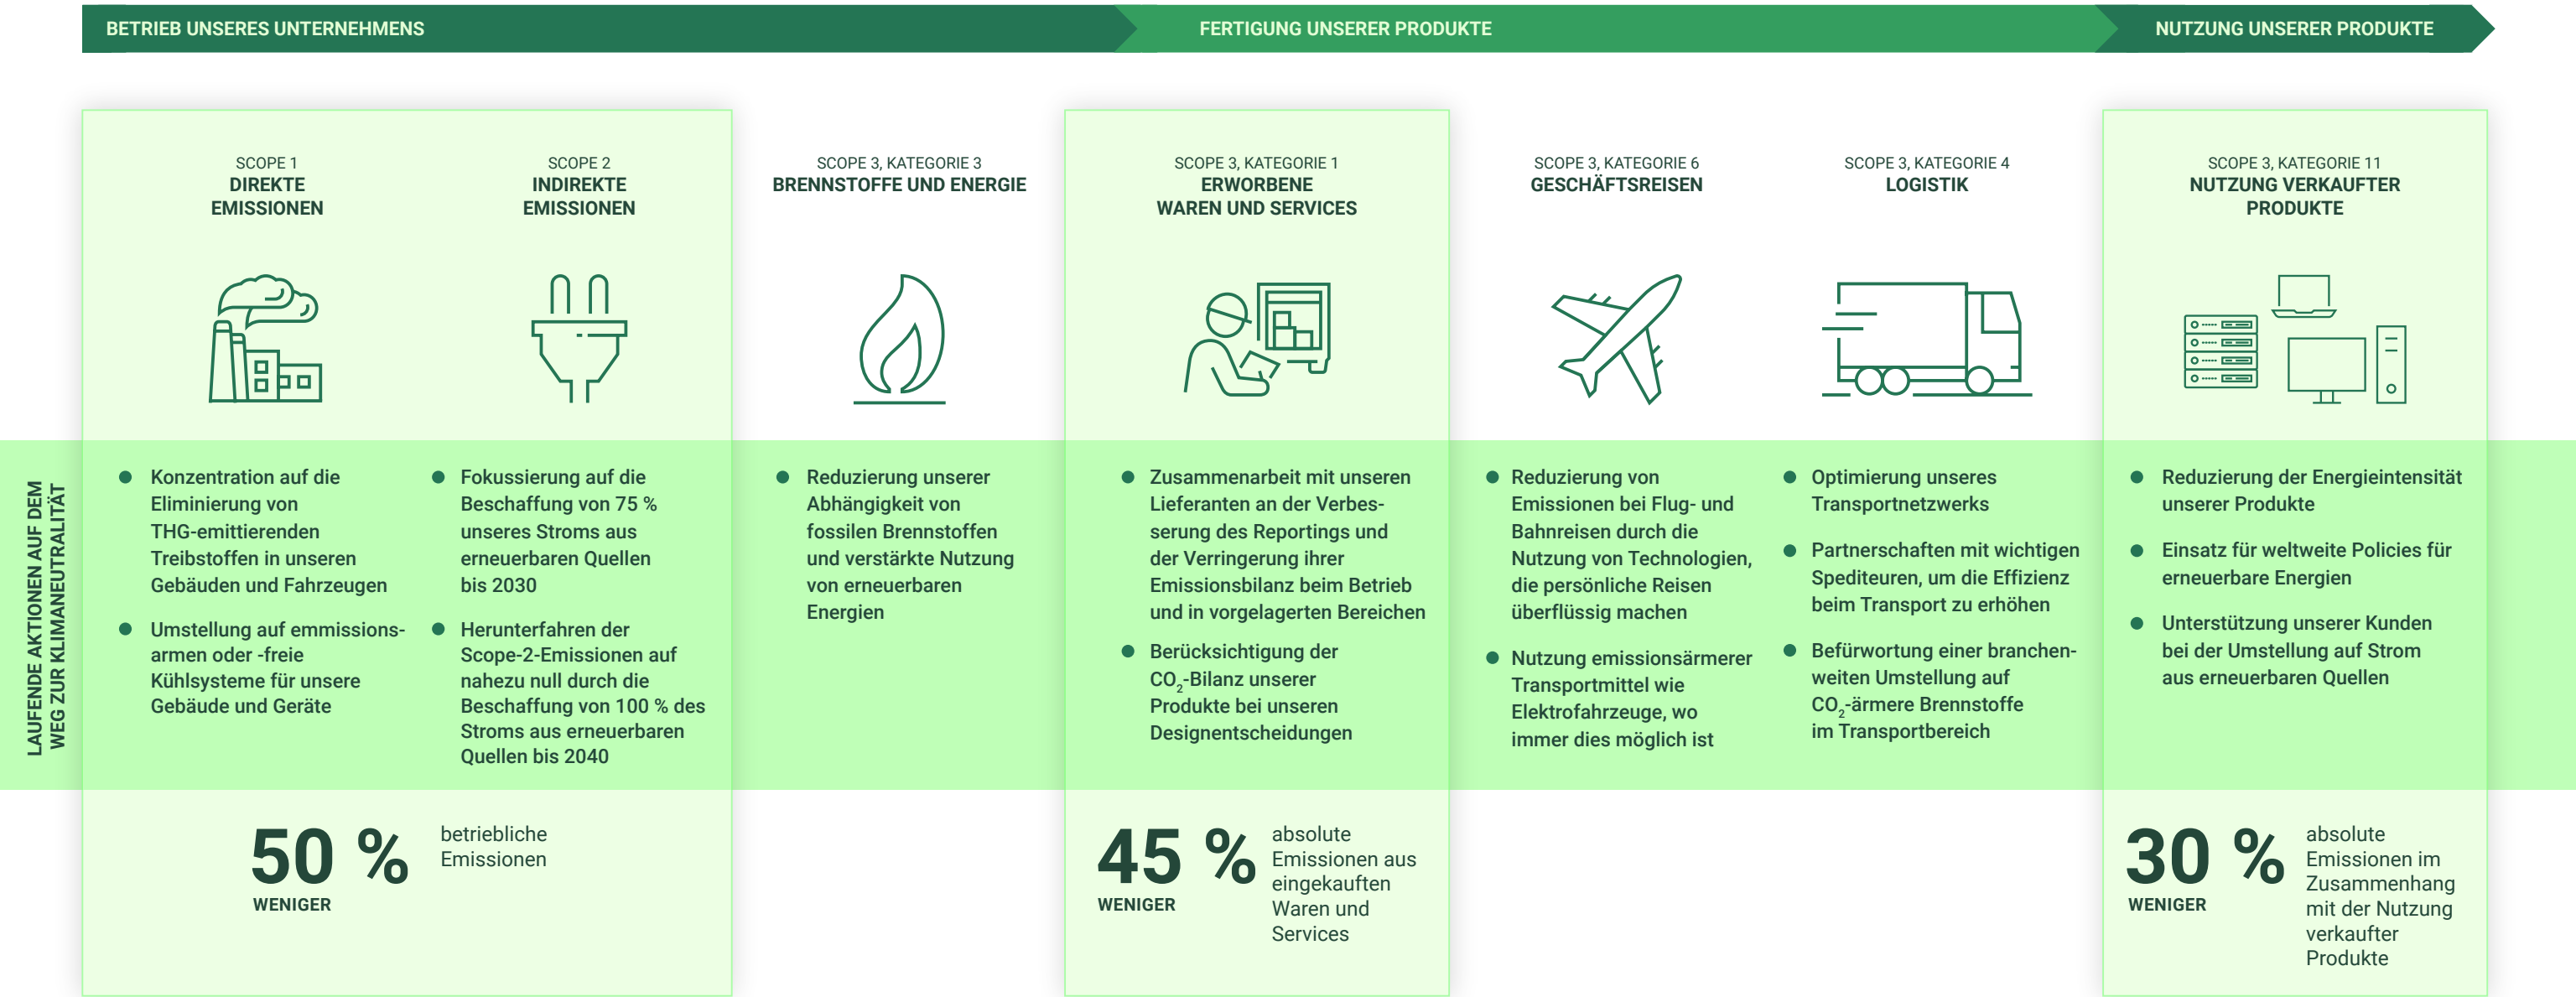 BETRIEB UNSERES UNTERNEHMENS
FERTIGUNG UNSERER PRODUKTE
NUTZUNG UNSERER PRODUKTE
SCOPE 1
DIREKTE
EMISSIONEN
SCOPE 2
INDIREKTE
EMISSIONEN
SCOPE 3, KATEGORIE 3
BRENNSTOFFE UND ENERGIE
SCOPE 3, KATEGORIE 1
ERWORBENE
WAREN UND SERVICES
SCOPE 3, KATEGORIE 6
GESCHÄFTSREISEN
SCOPE 3, KATEGORIE 4
LOGISTIK
SCOPE 3, KATEGORIE 11
NUTZUNG VERKAUFTER
PRODUKTE
LAUFENDE AKTIONEN AUF DEM
WEG ZUR KLIMANEUTRALITÄT
Konzentration auf die
Eliminierung von
THG-emittierenden
Treibstoffen in unseren
Gebäuden und Fahrzeugen
Umstellung auf emmissions-
armen oder -freie
Kühlsysteme für unsere
Gebäude und Geräte
Fokussierung auf die
Beschaffung von 75 %
unseres Stroms aus
erneuerbaren Quellen
bis 2030
Herunterfahren der
Scope-2-Emissionen auf
nahezu null durch die
Beschaffung von 100 % des
Stroms aus erneuerbaren
Quellen bis 2040
Reduzierung unserer
Abhängigkeit von
fossilen Brennstoffen
und verstärkte Nutzung
von erneuerbaren
Energien
Zusammenarbeit mit unseren
Lieferanten an der Verbes-
serung des Reportings und
der Verringerung ihrer
Emissionsbilanz beim Betrieb
und in vorgelagerten Bereichen
Berücksichtigung der
CO₂-Bilanz unserer
Produkte bei unseren
Designentscheidungen
Reduzierung von
Emissionen bei Flug- und
Bahnreisen durch die
Nutzung von Technologien,
die persönliche Reisen
überflüssig machen
Nutzung emissionsärmerer
Transportmittel wie
Elektrofahrzeuge, wo
immer dies möglich ist
Optimierung unseres
Transportnetzwerks
Partnerschaften mit wichtigen
Spediteuren, um die Effizienz
beim Transport zu erhöhen
Befürwortung einer branchen-
weiten Umstellung auf
CO₂-ärmere Brennstoffe
im Transportbereich
Reduzierung der Energieintensität
unserer Produkte
Einsatz für weltweite Policies für
erneuerbare Energien
Unterstützung unserer Kunden
bei der Umstellung auf Strom
aus erneuerbaren Quellen
50 %
WENIGER
betriebliche
Emissionen
45 %
WENIGER
absolute
Emissionen aus
eingekauften
Waren und
Services
30 %
WENIGER
absolute
Emissionen im
Zusammenhang
mit der Nutzung
verkaufter
Produkte